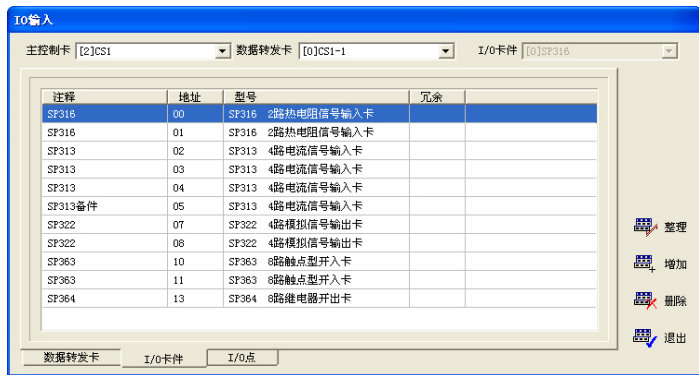 IO输入
主控制卡 [2]CS1 数据转发卡 [0]CS1-1 I/O卡件 [0]SP316
注释 地址 型号 冗余
SP316 00 SP316 2路热电阻信号输入卡
SP316 01 SP316 2路热电阻信号输入卡
SP313 02 SP313 4路电流信号输入卡
SP313 03 SP313 4路电流信号输入卡
SP313 04 SP313 4路电流信号输入卡
SP313备件 05 SP313 4路电流信号输入卡
SP322 07 SP322 4路模拟信号输出卡
SP322 08 SP322 4路模拟信号输出卡
SP363 10 SP363 8路触点型开入卡
SP363 11 SP363 8路触点型开入卡
SP364 13 SP364 8路继电器开出卡
整理
增加
删除
退出
数据转发卡 I/O卡件 I/O点